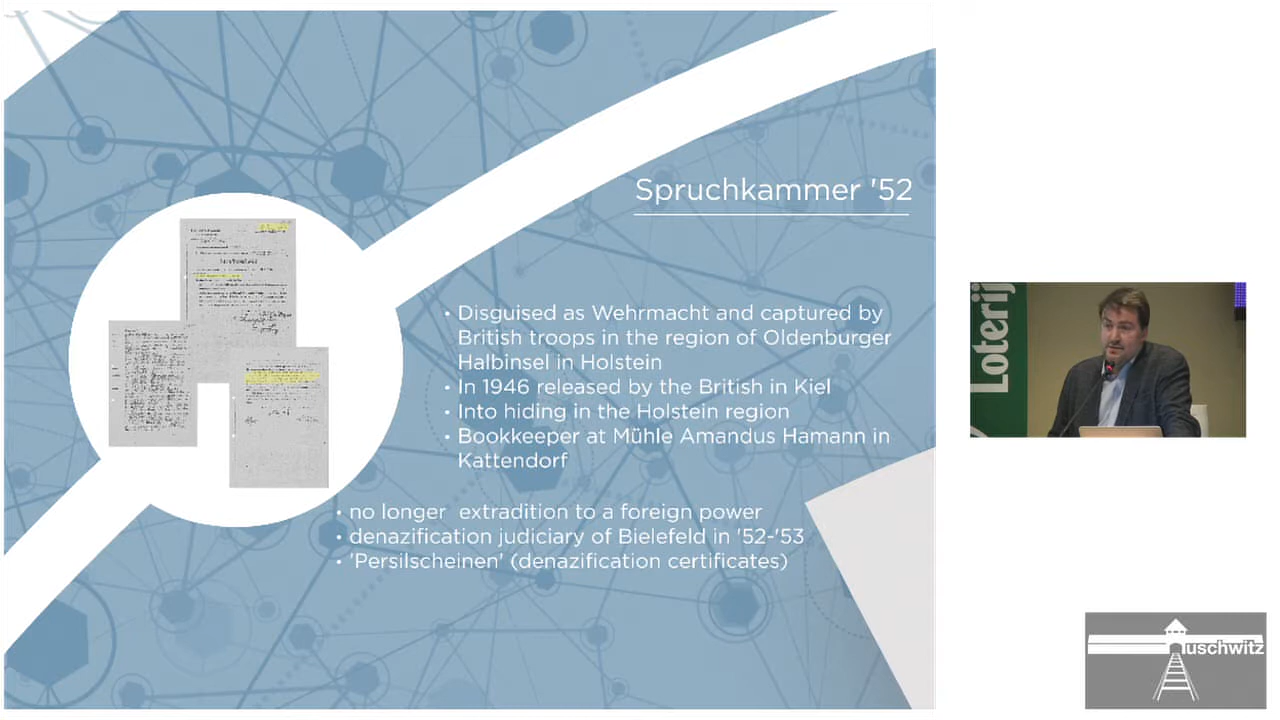 Spruchkammer '52
• Disguised as Wehrmacht and captured by
British troops in the region of Oldenburger
Halbinsel in Holstein
• In 1946 released by the British in Kiel
• Into hiding in the Holstein region
• Bookkeeper at Mühle Amandus Hamann in
Kattendorf
• no longer  extradition to a foreign power
• denazification judiciary of Bielefeld in '52-'53
• 'Persilscheinen' (denazification certificates)
Loterij
uschwitz